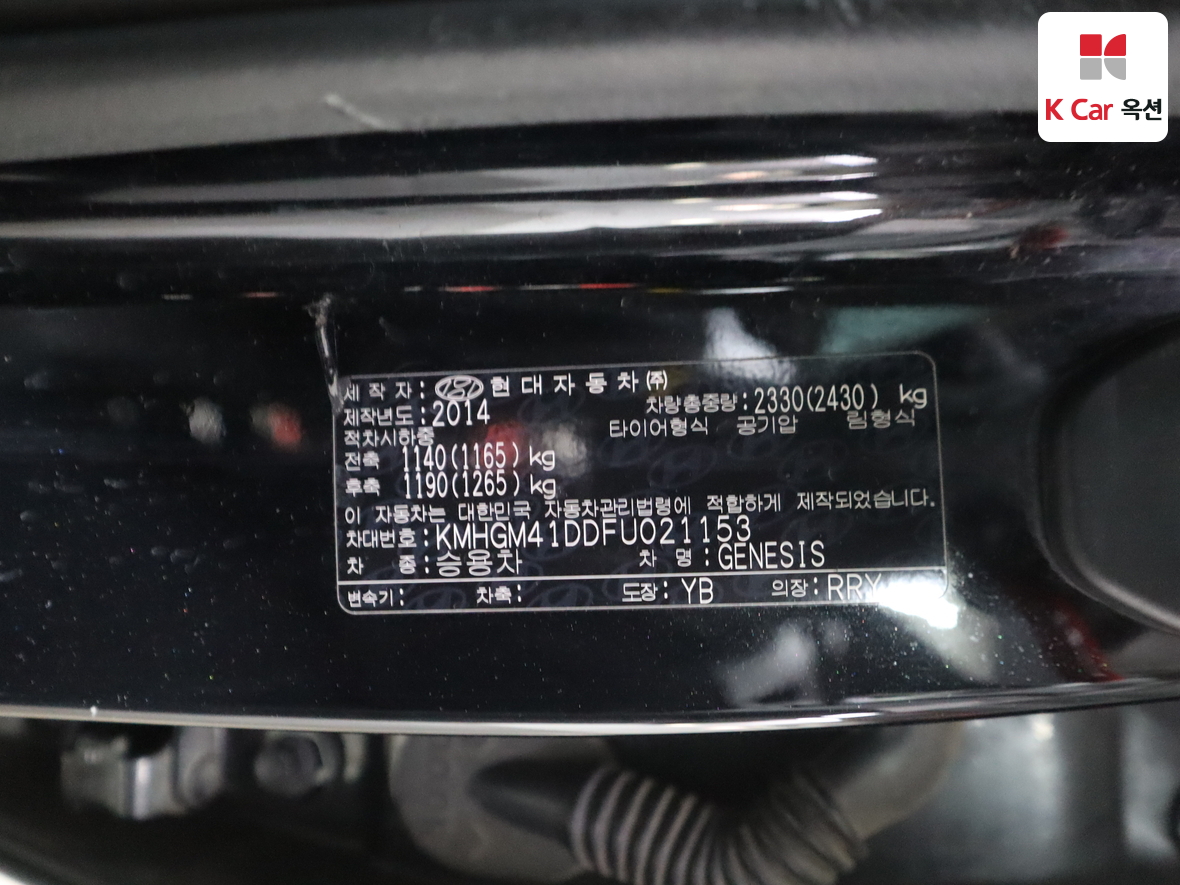 K Car 옥션
제 작 자 : 현 대 자 동 차 (주)
제작년도 : 2014 차량총중량 : 2330(2430) kg
적차시하중 타이어형식 공기압 림형식
전축 1140(1165) kg
후축 1190(1265) kg
이 자동차는 대한민국 자동차관리법령에 적합하게 제작되었습니다.
차대번호 : KMHGM41DDFU021153
차 종 : 승용차 차 명 : GENESIS
변속기 : 차축 : 도장 : YB 의장 : RRY